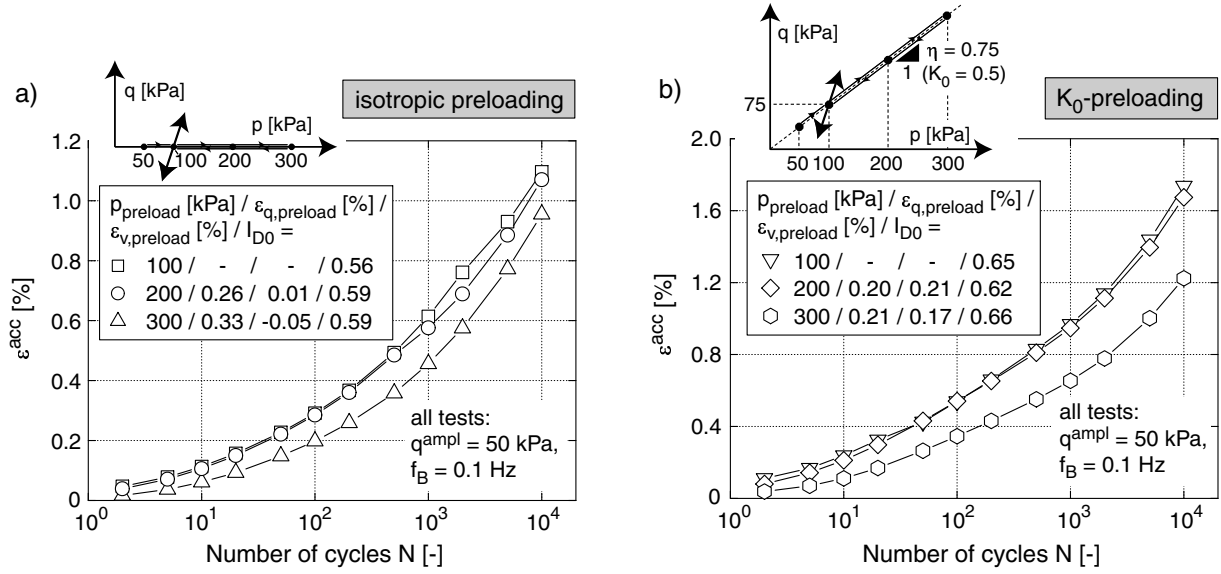 a)
q [kPa]
p [kPa]
50 100 200 300
isotropic preloading
p_preload [kPa] / ε_q,preload [%] /
ε_v,preload [%] / I_D0 =
100 / - / - / 0.56
200 / 0.26 / 0.01 / 0.59
300 / 0.33 / -0.05 / 0.59
ε^acc [%]
1.2
1.0
0.8
0.6
0.4
0.2
0
all tests:
q^ampl = 50 kPa,
f_B = 0.1 Hz
10^0 10^1 10^2 10^3 10^4
Number of cycles N [-]
b)
q [kPa]
η = 0.75
1 (K_0 = 0.5)
75
p [kPa]
50 100 200 300
K_0-preloading
p_preload [kPa] / ε_q,preload [%] /
ε_v,preload [%] / I_D0 =
100 / - / - / 0.65
200 / 0.20 / 0.21 / 0.62
300 / 0.21 / 0.17 / 0.66
ε^acc [%]
2.0
1.6
1.2
0.8
0.4
0
all tests:
q^ampl = 50 kPa,
f_B = 0.1 Hz
10^0 10^1 10^2 10^3 10^4
Number of cycles N [-]